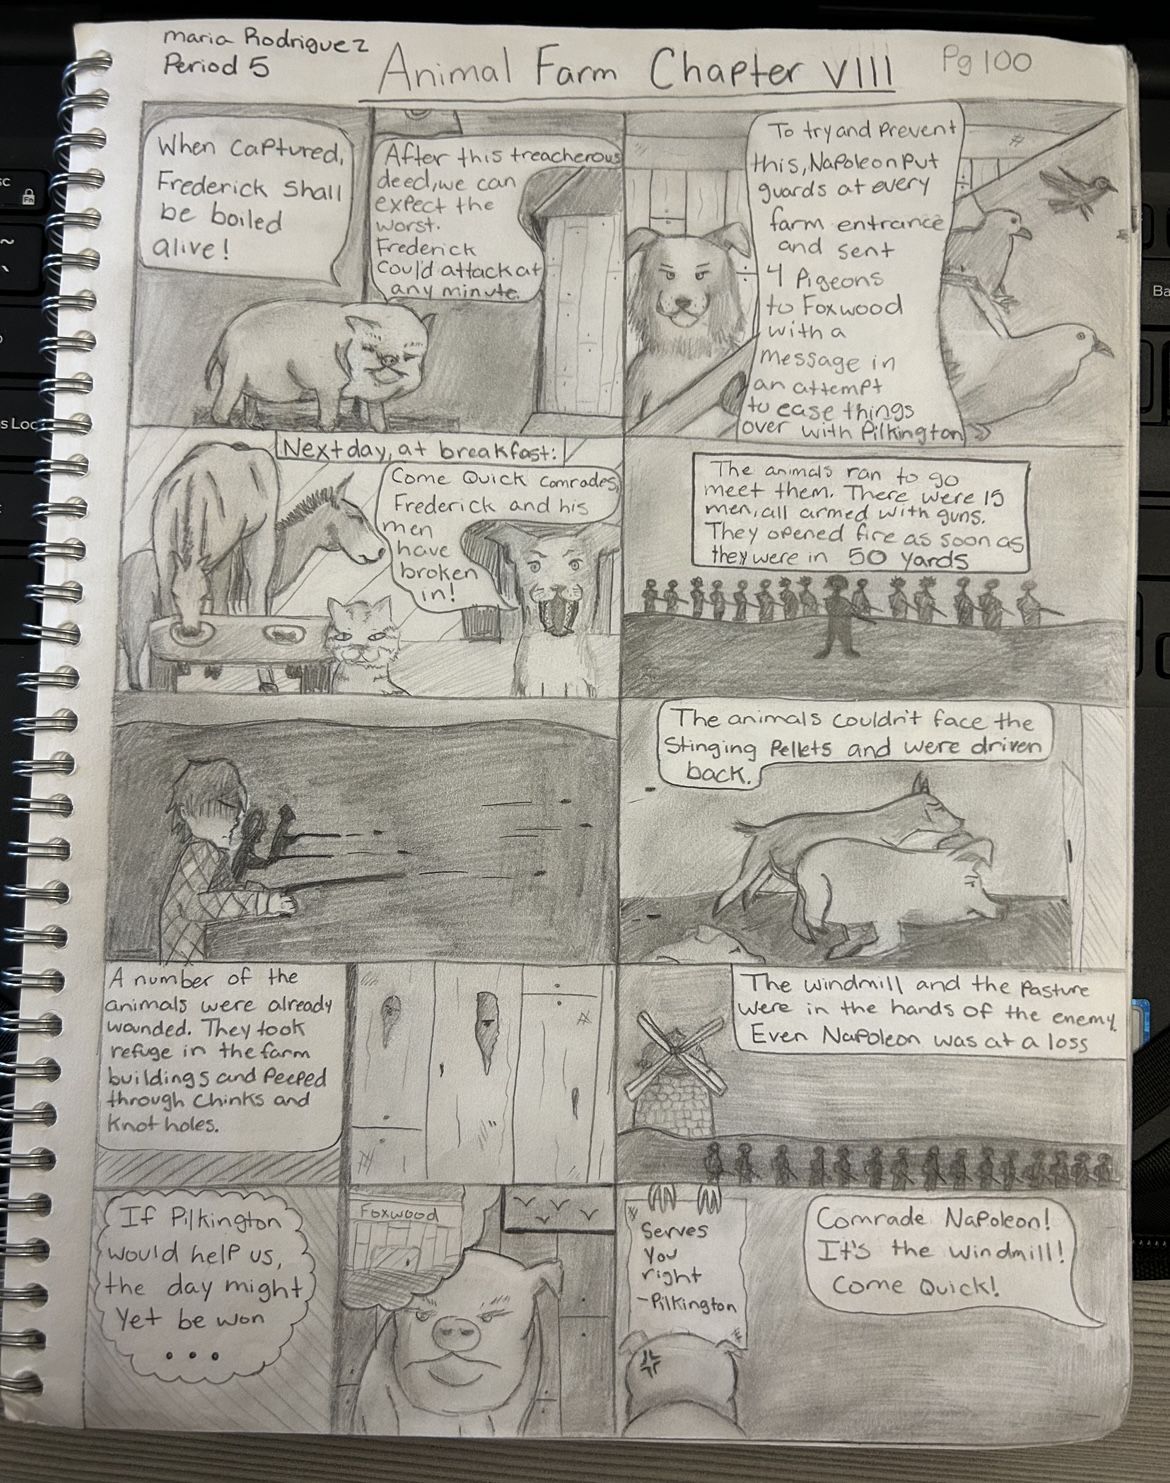 maria Rodriguez
Period 5
Animal Farm Chapter VIII
Pg 100
When captured,
Frederick Shall
be boiled
alive!
After this treacherous
deed, we can
expect the
worst.
Frederick
Could attack at
any minute.
To try and Prevent
this, Napoleon Put
guards at every
farm entrance
and sent
4 Pigeons
to Foxwood
with a
message in
an attempt
to ease things
over with Pilkington
Next day, at breakfast:
Come Quick Comrades,
Frederick and his
men
have
broken
in!
The animals ran to go
meet them. There were 15
men, all armed with guns.
They opened fire as soon as
they were in 50 yards
The animals couldn't face the
Stinging Pellets and were driven
back.
A number of the
animals were already
wounded. They took
refuge in the farm
buildings and Peeped
through Chinks and
Knot holes.
The windmill and the Pasture
were in the hands of the enemy.
Even Napoleon was at a loss
If Pilkington
would help us,
the day might
Yet be won
...
Foxwood
Serves
You
right
-Pilkington
Comrade Napoleon!
It's the windmill!
Come Quick!